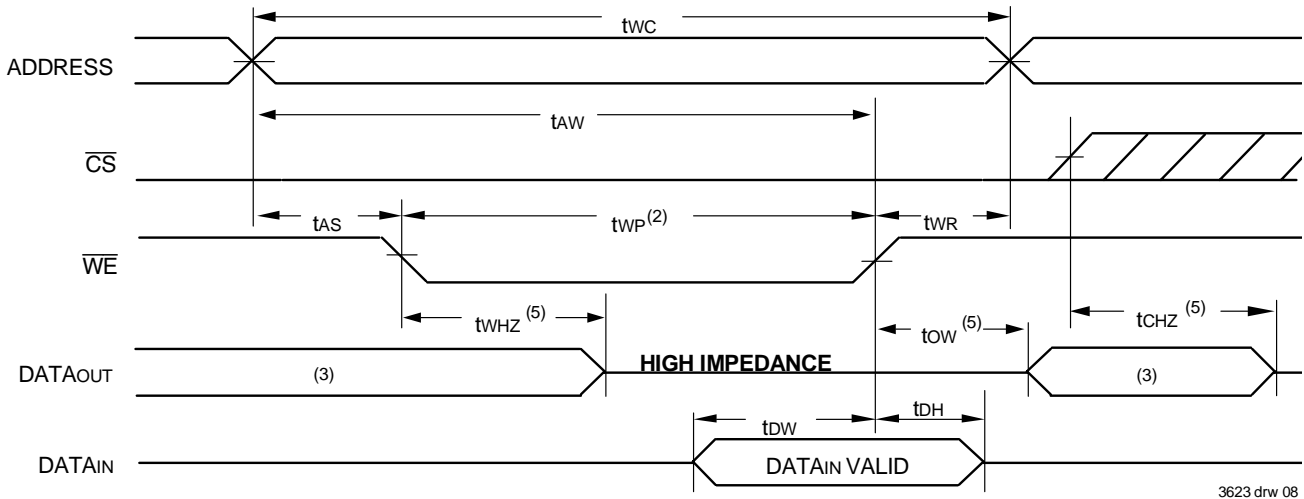 tWC
ADDRESS
tAW
CS
tAS
tWP(2)
tWR
WE
tWHZ (5)
tOW (5)
tCHZ (5)
DATAOUT
(3)
HIGH IMPEDANCE
(3)
tDW
tDH
DATAIN
DATAIN VALID
3623 drw 08